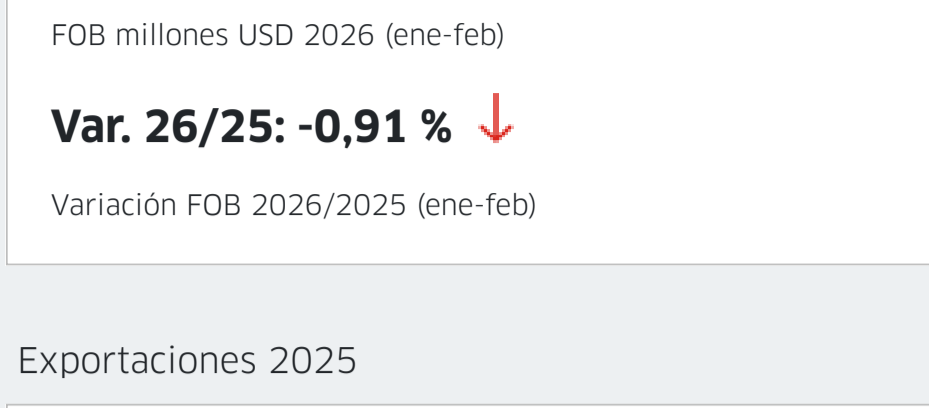 FOB millones USD 2026 (ene-feb)
Var. 26/25: -0,91 %
Variación FOB 2026/2025 (ene-feb)
Exportaciones 2025